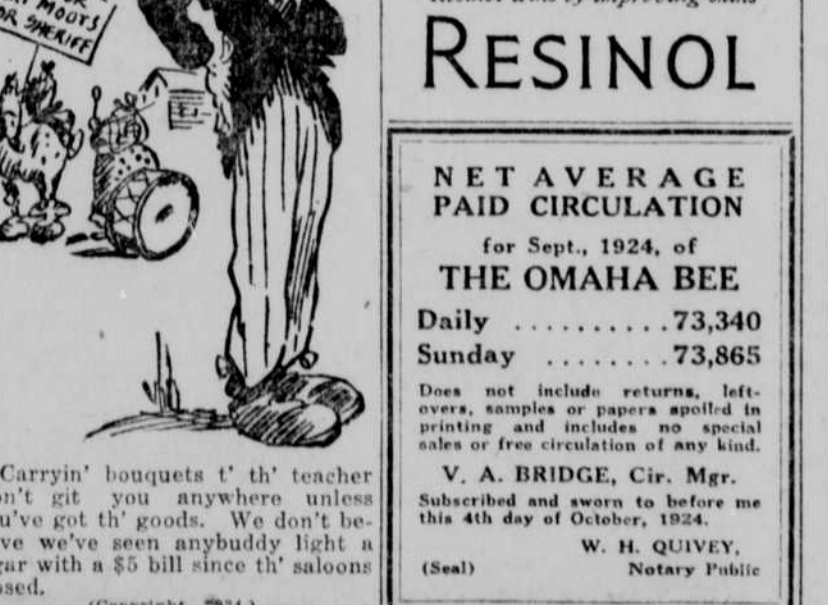 MOOTS
SHERIFF
RESINOL
NET AVERAGE
PAID CIRCULATION
for Sept., 1924, of
THE OMAHA BEE
Daily ..........73,340
Sunday ........73,865
Does not include returns, left-
overs, samples or papers spoiled in
printing and includes no special
sales or free circulation of any kind.
V. A. BRIDGE, Cir. Mgr.
Subscribed and sworn to before me
this 4th day of October, 1924.
W. H. QUIVEY,
(Seal) Notary Public
Carryin' bouquets t' th' teacher
n't git you anywhere unless
u've got th' goods. We don't be-
ve we've seen anybuddy light a
gar with a $5 bill since th' saloons
osed.